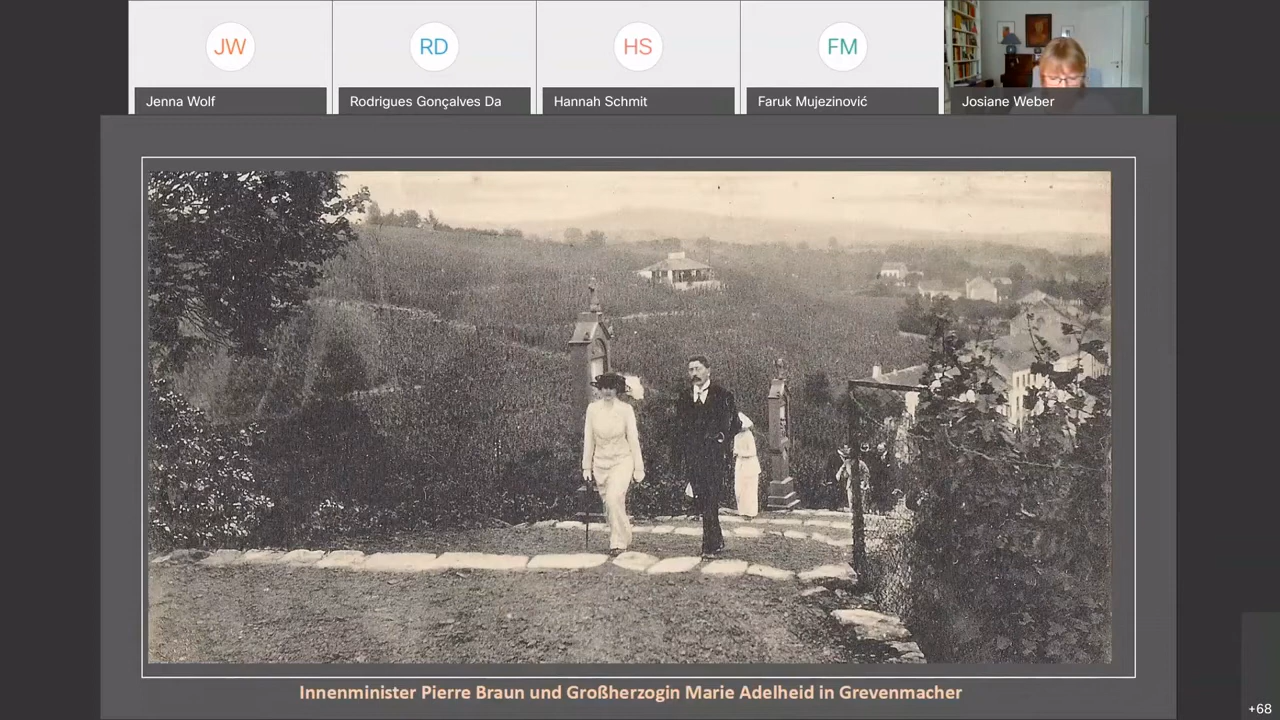 JW
RD
HS
FM
Jenna Wolf
Rodrigues Gonçalves Da
Hannah Schmit
Faruk Mujezinović
Josiane Weber
Innenminister Pierre Braun und Großherzogin Marie Adelheid in Grevenmacher
+68